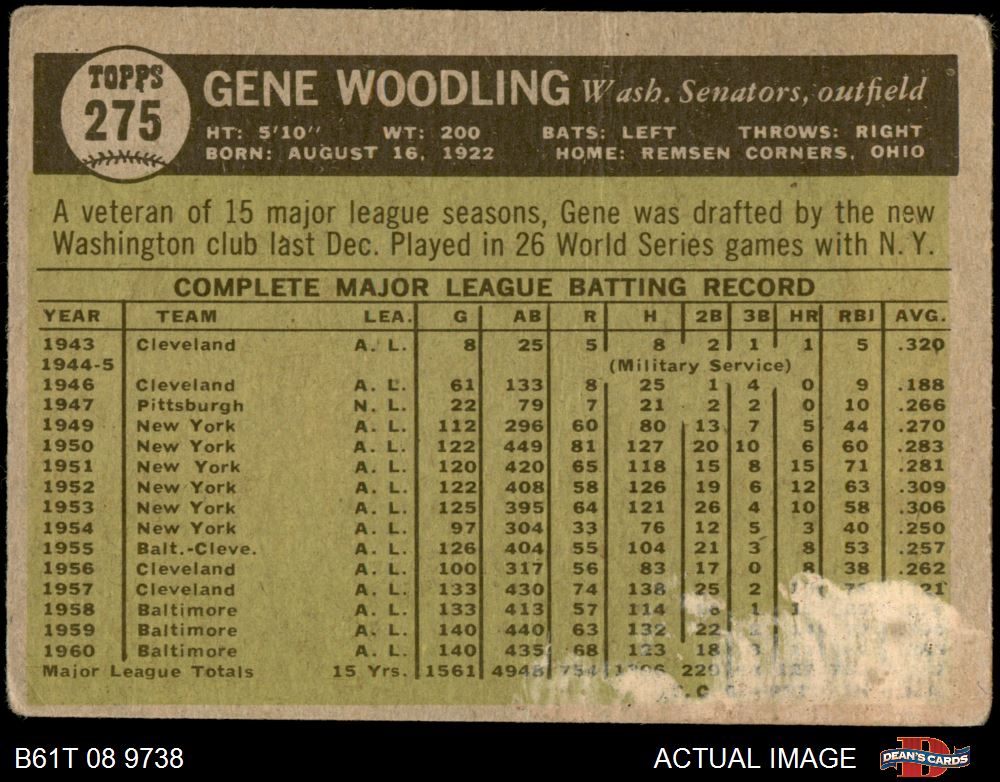 TOPPS
275
GENE WOODLING Wash. Senators, outfield
HT: 5'10" WT: 200 BATS: LEFT THROWS: RIGHT
BORN: AUGUST 16, 1922 HOME: REMSEN CORNERS, OHIO
A veteran of 15 major league seasons, Gene was drafted by the new
Washington club last Dec. Played in 26 World Series games with N. Y.
COMPLETE MAJOR LEAGUE BATTING RECORD
YEAR TEAM LEA. G AB R H 2B 3B HR RBI AVG.
1943 Cleveland A. L. 8 25 5 8 2 1 1 5 .320
1944-5 (Military Service)
1946 Cleveland A. L. 61 133 8 25 1 4 0 9 .188
1947 Pittsburgh N. L. 22 79 7 21 2 2 0 10 .266
1949 New York A. L. 112 296 60 80 13 7 5 44 .270
1950 New York A. L. 122 449 81 127 20 10 6 60 .283
1951 New York A. L. 120 420 65 118 15 8 15 71 .281
1952 New York A. L. 122 408 58 126 19 6 12 63 .309
1953 New York A. L. 125 395 64 121 26 4 10 58 .306
1954 New York A. L. 97 304 33 76 12 5 3 40 .250
1955 Balt.-Cleve. A. L. 126 404 55 104 21 3 8 53 .257
1956 Cleveland A. L. 100 317 56 83 17 0 8 38 .262
1957 Cleveland A. L. 133 430 74 138 25 2
1958 Baltimore A. L. 133 413 57 114 1
1959 Baltimore A. L. 140 440 63 132 22
1960 Baltimore A. L. 140 435 68 123 18
Major League Totals 15 Yrs. 1561 4948 754 220
B61T 08 9738 ACTUAL IMAGE DEAN'S CARDS